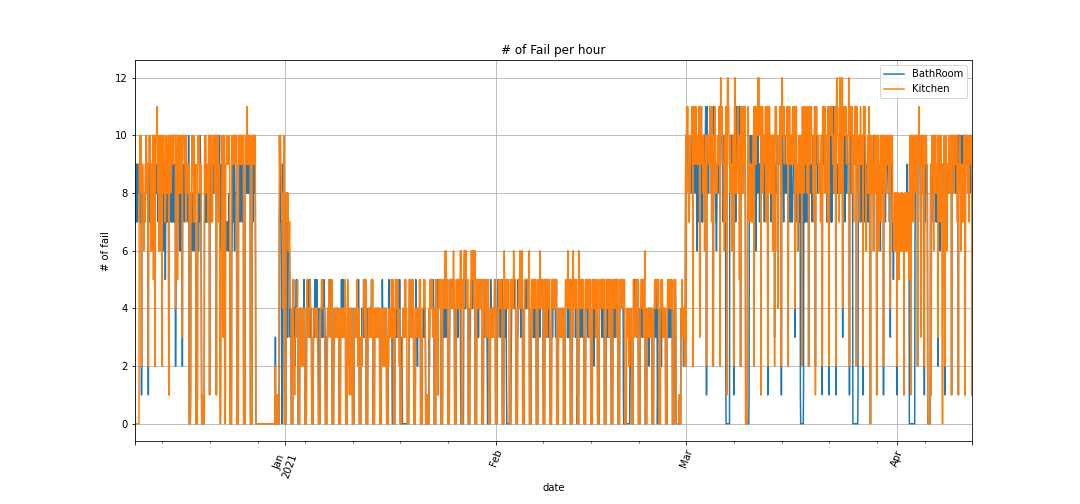 # of Fail per hour
BathRoom
Kitchen
# of fail
12
10
8
6
4
2
0
Jan
2021
Feb
Mar
Apr
date